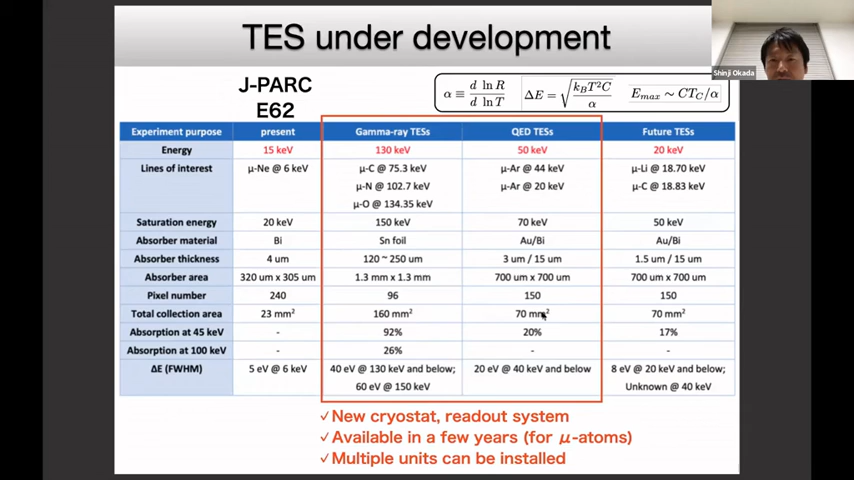 TES under development
Shinji Okada
J-PARC
E62
α ≡ d ln R / d ln T
ΔE = √(k_B T² C / α)
E_max ~ CT_C/α
Experiment purpose present Gamma-ray TESs QED TESs Future TESs
Energy 15 keV 130 keV 50 keV 20 keV
Lines of interest μ-Ne @ 6 keV μ-C @ 75.3 keV μ-Ar @ 44 keV μ-Li @ 18.70 keV
μ-N @ 102.7 keV μ-Ar @ 20 keV μ-C @ 18.83 keV
μ-O @ 134.35 keV
Saturation energy 20 keV 150 keV 70 keV 50 keV
Absorber material Bi Sn foil Au/Bi Au/Bi
Absorber thickness 4 um 120 ~ 250 um 3 um / 15 um 1.5 um / 15 um
Absorber area 320 um x 305 um 1.3 mm x 1.3 mm 700 um x 700 um 700 um x 700 um
Pixel number 240 96 150 150
Total collection area 23 mm² 160 mm² 70 mm² 70 mm²
Absorption at 45 keV - 92% 20% 17%
Absorption at 100 keV - 26% - -
ΔE (FWHM) 5 eV @ 6 keV 40 eV @ 130 keV and below; 20 eV @ 40 keV and below 8 eV @ 20 keV and below;
60 eV @ 150 keV Unknown @ 40 keV
✓New cryostat, readout system
✓Available in a few years (for μ-atoms)
✓Multiple units can be installed